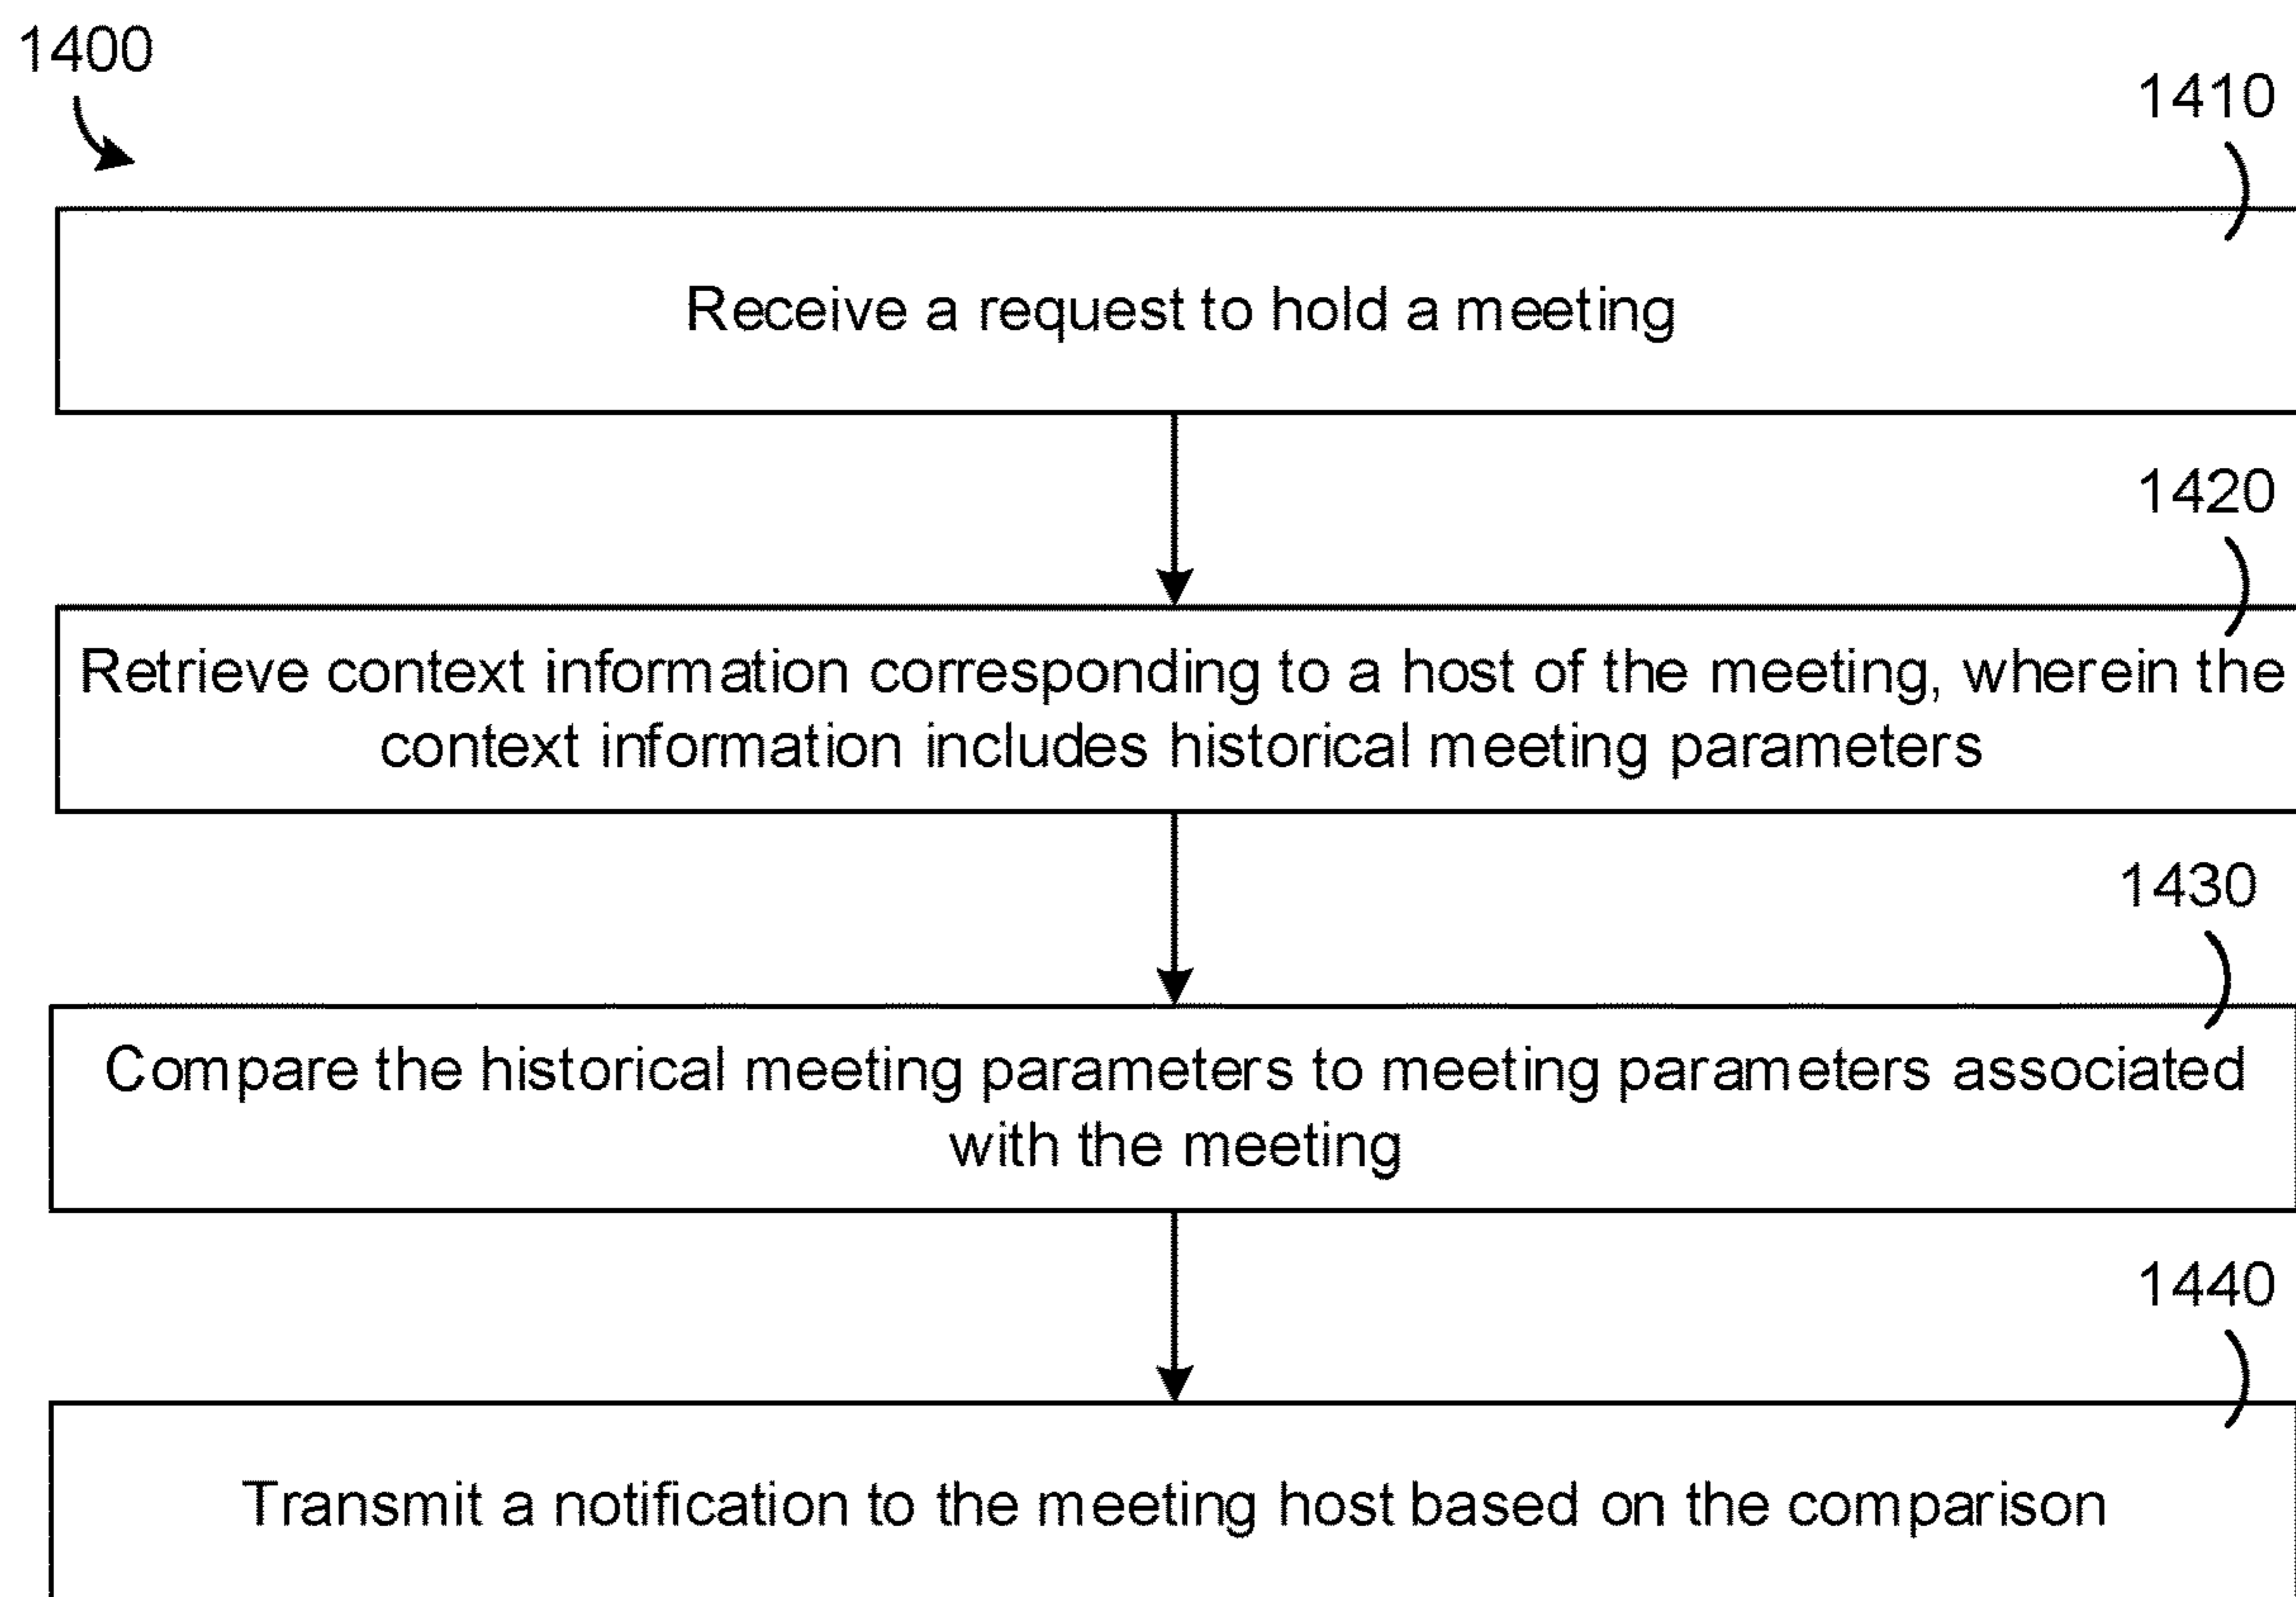 1400
1410
Receive a request to hold a meeting
1420
Retrieve context information corresponding to a host of the meeting, wherein the
context information includes historical meeting parameters
1430
Compare the historical meeting parameters to meeting parameters associated
with the meeting
1440
Transmit a notification to the meeting host based on the comparison